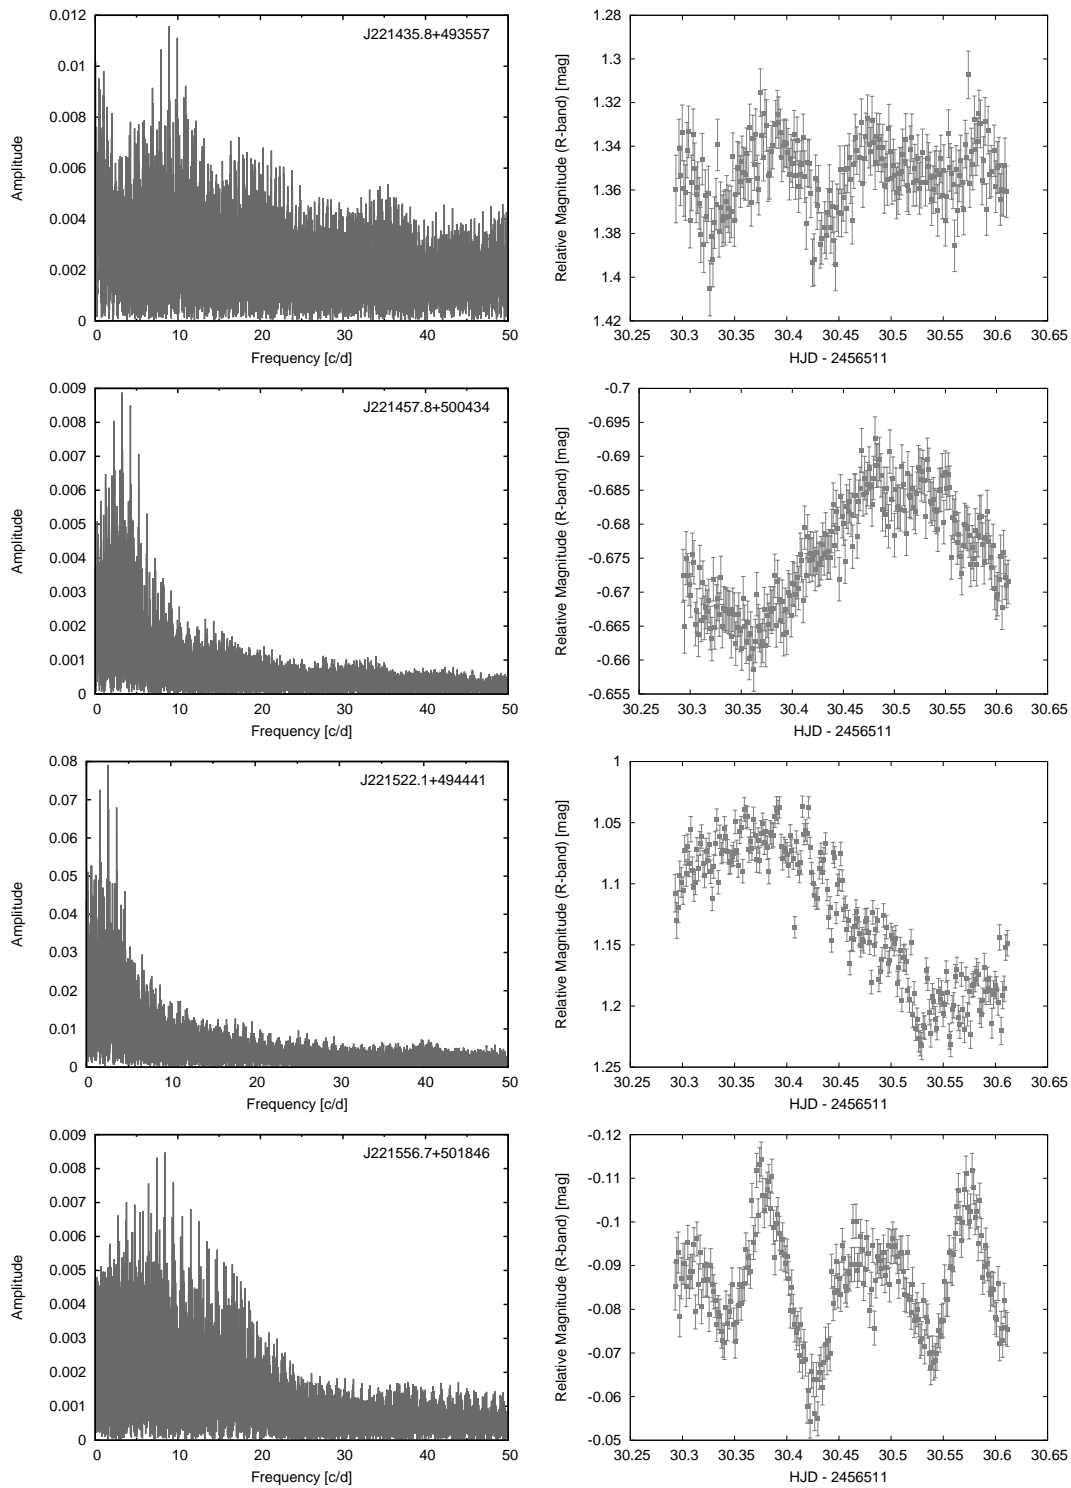 J221435.8+493557
Amplitude
0.012
0.01
0.008
0.006
0.004
0.002
0
0 10 20 30 40 50
Frequency [c/d]
Relative Magnitude (R-band) [mag]
1.28
1.3
1.32
1.34
1.36
1.38
1.4
1.42
30.25 30.3 30.35 30.4 30.45 30.5 30.55 30.6 30.65
HJD - 2456511
J221457.8+500434
Amplitude
0.009
0.008
0.007
0.006
0.005
0.004
0.003
0.002
0.001
0
0 10 20 30 40 50
Frequency [c/d]
Relative Magnitude (R-band) [mag]
-0.7
-0.695
-0.69
-0.685
-0.68
-0.675
-0.67
-0.665
-0.66
-0.655
30.25 30.3 30.35 30.4 30.45 30.5 30.55 30.6 30.65
HJD - 2456511
J221522.1+494441
Amplitude
0.08
0.07
0.06
0.05
0.04
0.03
0.02
0.01
0
0 10 20 30 40 50
Frequency [c/d]
Relative Magnitude (R-band) [mag]
1
1.05
1.1
1.15
1.2
1.25
30.25 30.3 30.35 30.4 30.45 30.5 30.55 30.6 30.65
HJD - 2456511
J221556.7+501846
Amplitude
0.009
0.008
0.007
0.006
0.005
0.004
0.003
0.002
0.001
0
0 10 20 30 40 50
Frequency [c/d]
Relative Magnitude (R-band) [mag]
-0.12
-0.11
-0.1
-0.09
-0.08
-0.07
-0.06
-0.05
30.25 30.3 30.35 30.4 30.45 30.5 30.55 30.6 30.65
HJD - 2456511